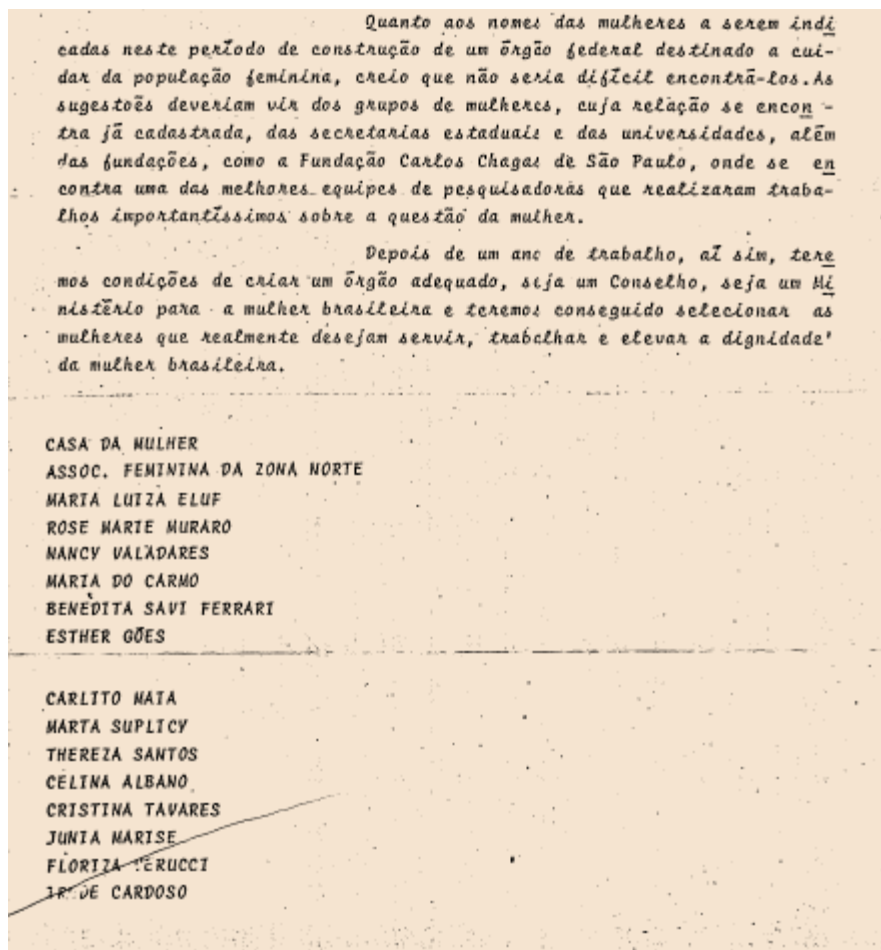 Quanto aos nomes das mulheres a serem indi
cadas neste período de construção de um órgão federal destinado a cui-
dar da população feminina, creio que não seria difícil encontrá-los.As
sugestoẽs deveriam vir dos grupos de mulheres, cuja relação se encon -
tra já cadastrada, das secretarias estaduais e das universidades, além
das fundações, como a Fundação Carlos Chagas de São Paulo, onde se en
contra uma das melhores equipes de pesquisadoras que realizaram traba-
lhos importantíssimos sobre a questão da mulher.
Depois de um ano de trabalho, aí sim, tere
mos condições de criar um órgão adequado, seja um Conselho, seja um Mi
nistério para a mulher brasileira e teremos conseguido selecionar as
mulheres que realmente desejam servir, trabalhar e elevar a dignidade'
da mulher brasileira.
CASA DA MULHER
ASSOC. FEMININA DA ZONA NORTE
MARIA LUIZA ELUF
ROSE MARIE MURARO
NANCY VALADARES
MARIA DO CARMO
BENEDITA SAVI FERRARI
ESTHER GÓES
CARLITO MAIA
MARTA SUPLICY
THEREZA SANTOS
CELINA ALBANO
CRISTINA TAVARES
JUNIA MARISE
FLORIZA VERUCCI
CARDOSO